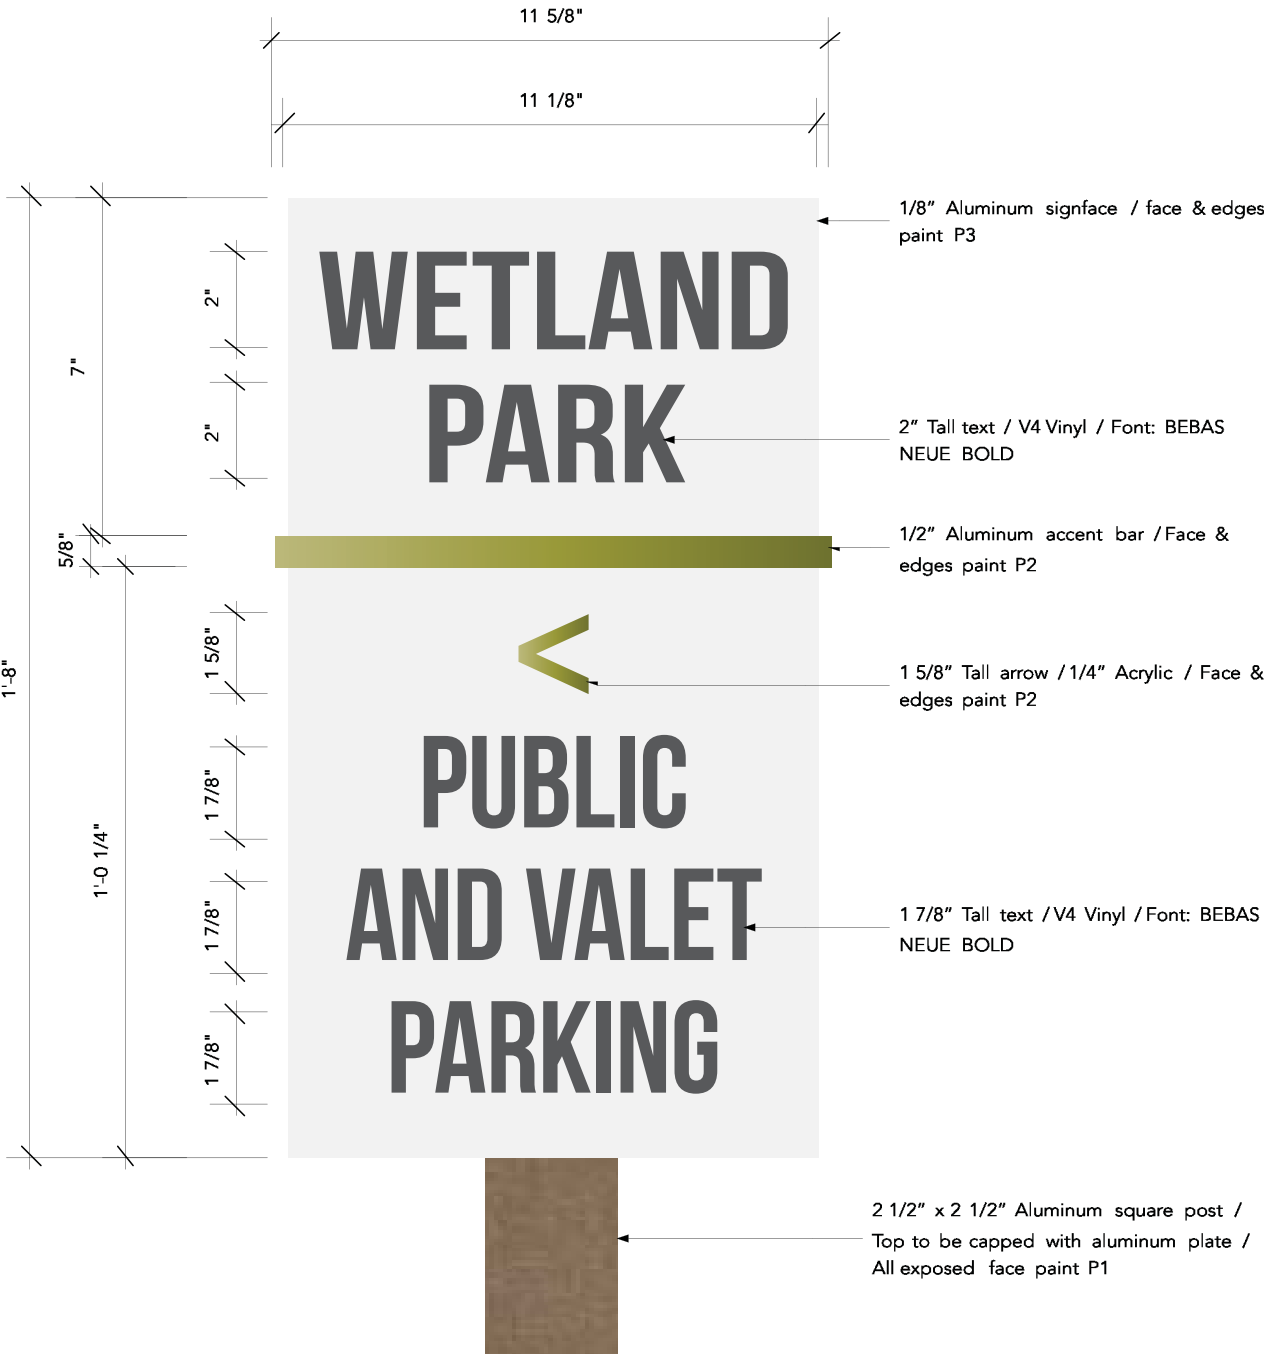 11 5/8"
11 1/8"
1/8” Aluminum signface / face & edges
paint P3
WETLAND
2"
7"
PARK
2"
2” Tall text / V4 Vinyl / Font: BEBAS
NEUE BOLD
5/8"
1/2” Aluminum accent bar / Face &
edges paint P2
<
1 5/8"
1'-8"
1 5/8” Tall arrow / 1/4” Acrylic / Face &
edges paint P2
PUBLIC
1 7/8"
1'-0 1/4"
AND VALET
1 7/8"
1 7/8” Tall text / V4 Vinyl / Font: BEBAS
NEUE BOLD
PARKING
1 7/8"
2 1/2” x 2 1/2” Aluminum square post /
Top to be capped with aluminum plate /
All exposed face paint P1